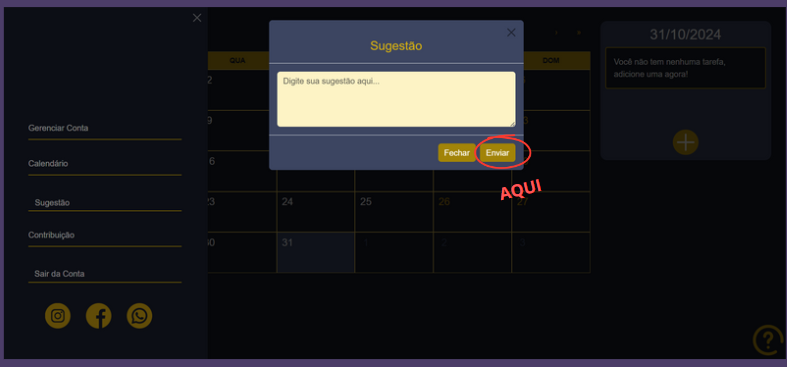 Sugestão
Digite sua sugestão aqui...
Fechar
Enviar
AQUI
Gerenciar Conta
Calendário
Sugestão
Contribuição
Sair da Conta
QUA
DOM
2
9
6
23
24
25
26
27
30
31
1
2
3
31/10/2024
Você não tem nenhuma tarefa,
adicione uma agora!